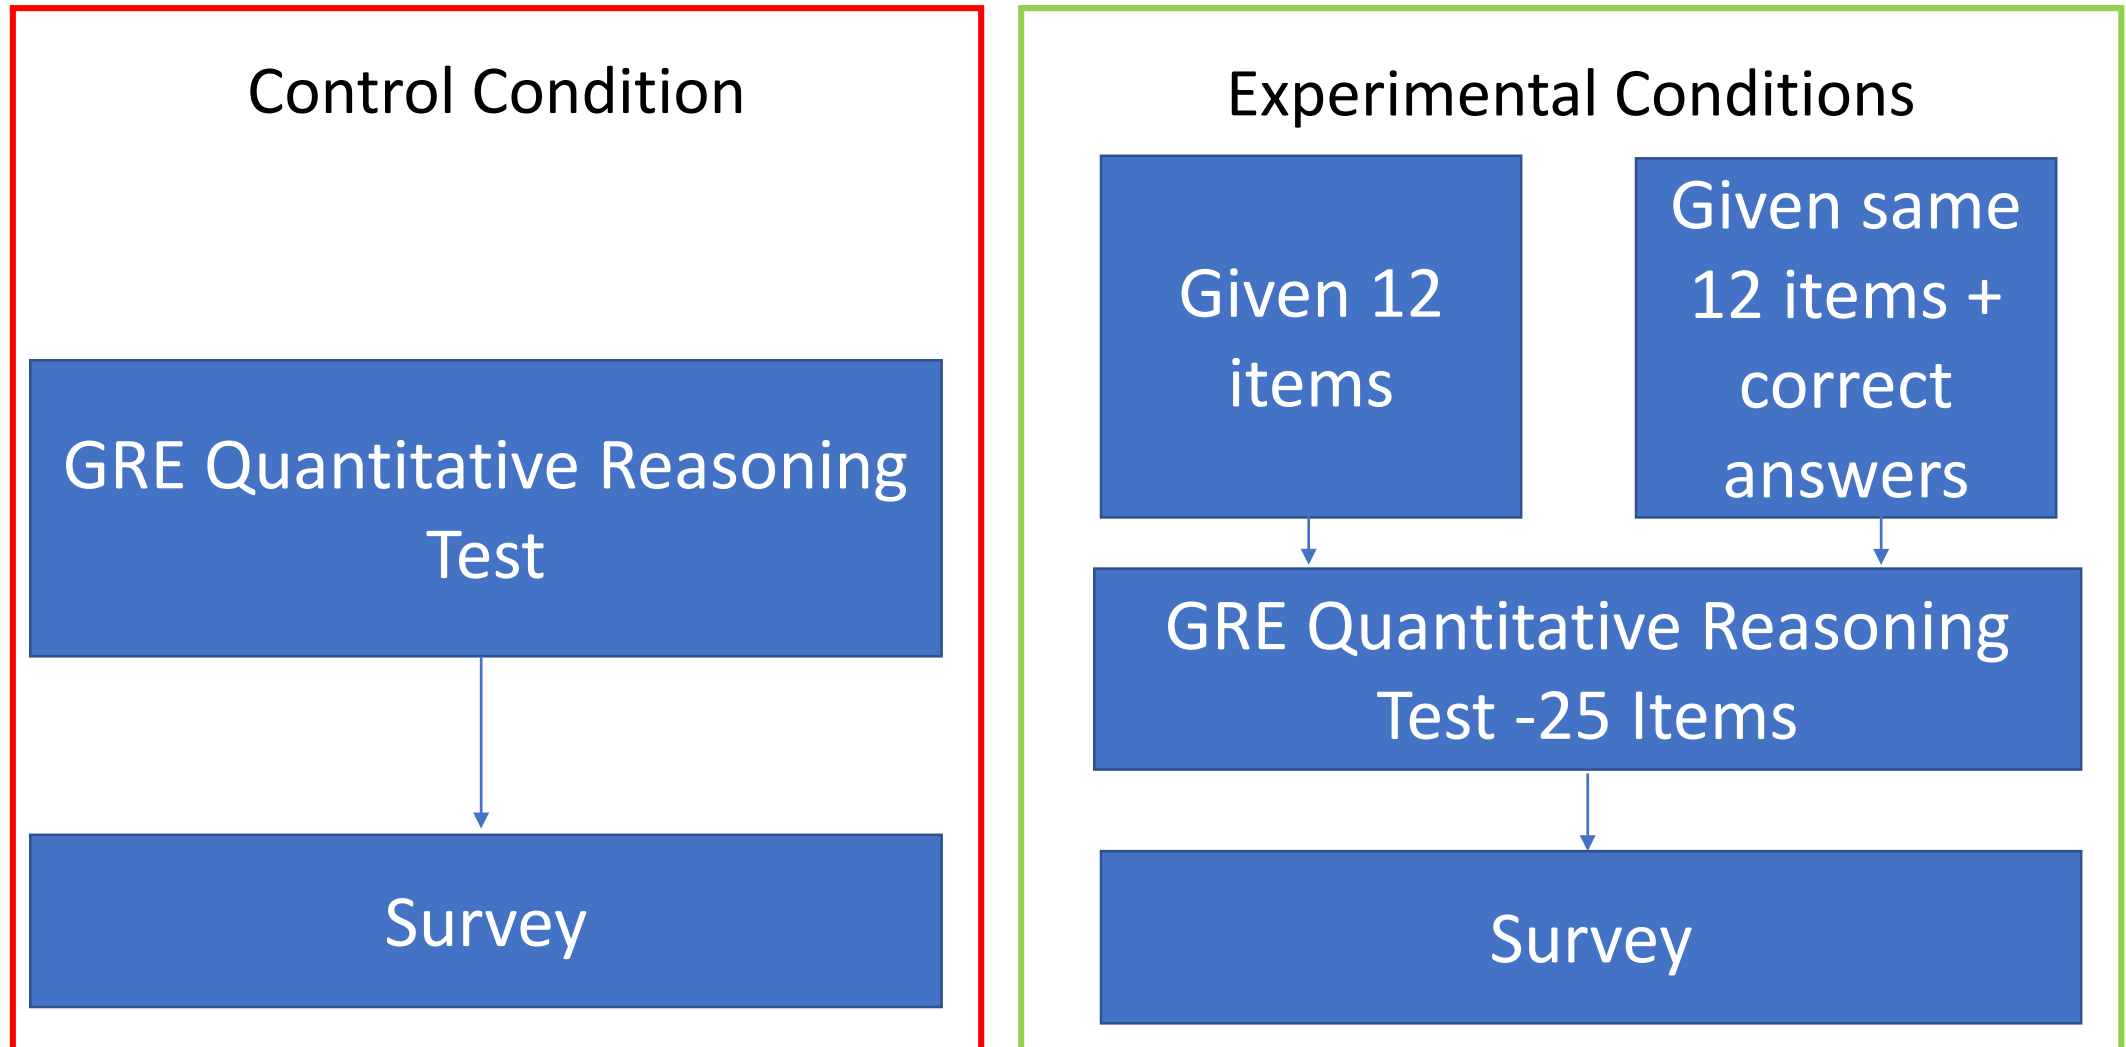 Control Condition
GRE Quantitative Reasoning
Test
Survey
Experimental Conditions
Given 12
items
Given same
12 items +
correct
answers
GRE Quantitative Reasoning
Test -25 Items
Survey